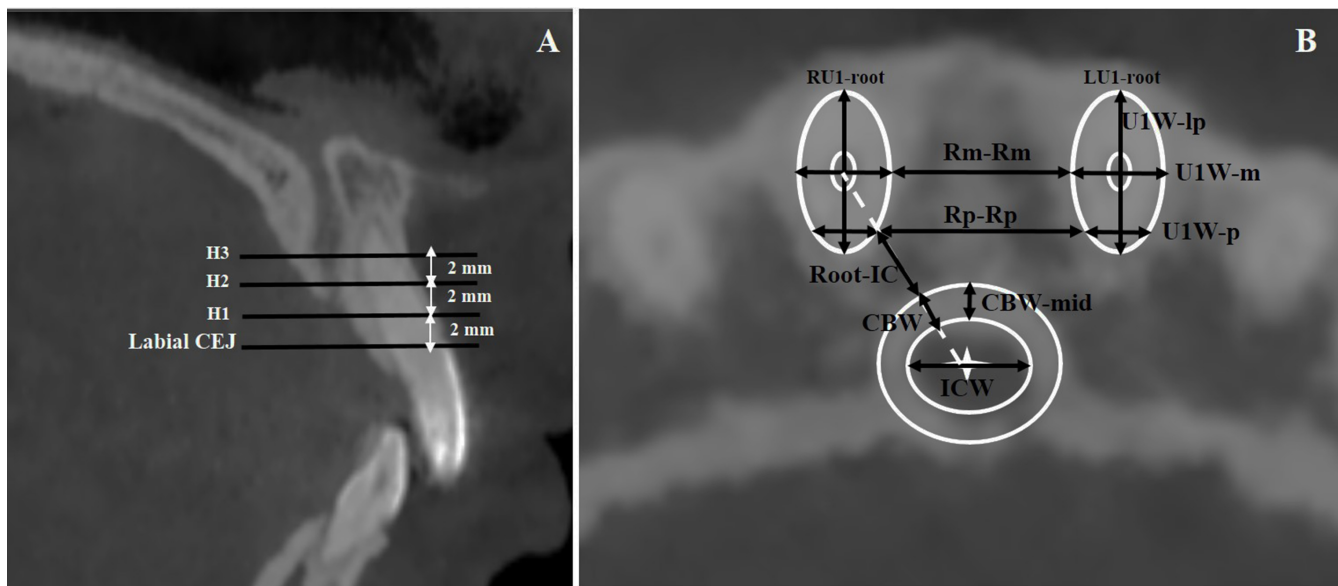 A
H3
2 mm
H2
2 mm
H1
2 mm
Labial CEJ
B
RU1-root
LU1-root
U1W-lp
Rm-Rm
U1W-m
Rp-Rp
U1W-p
Root-IC
CBW-mid
CBW
ICW